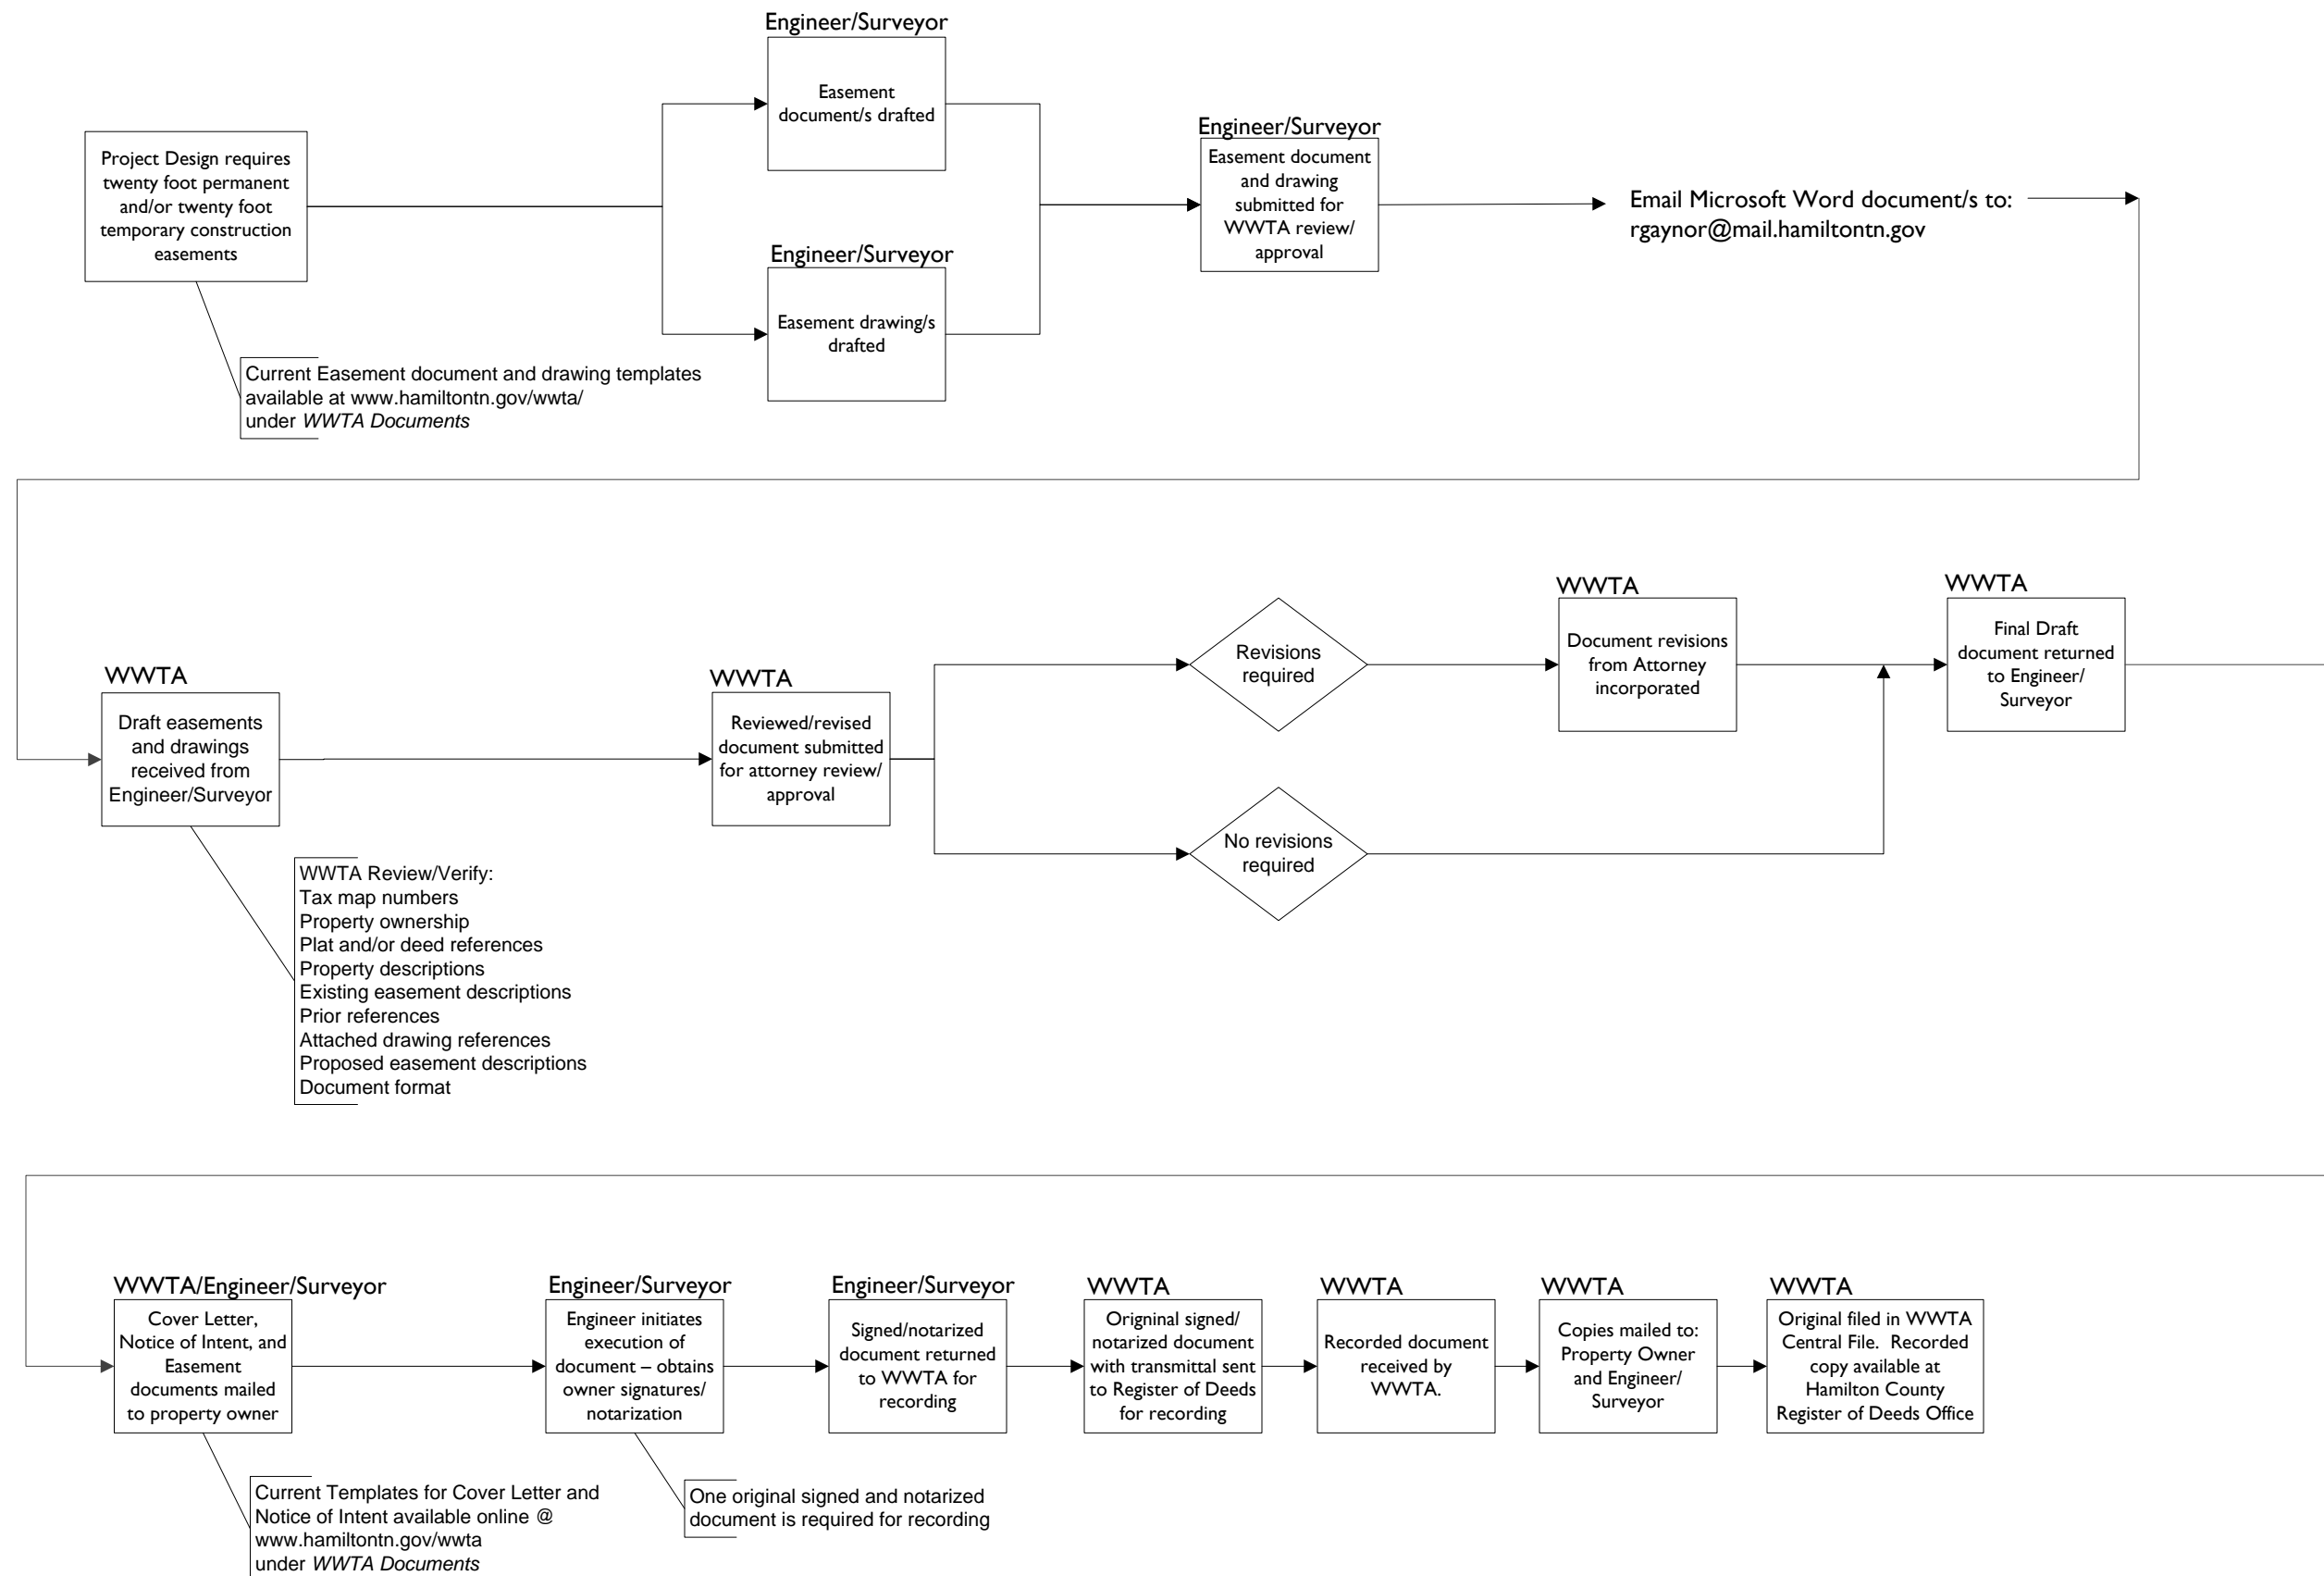 Project Design requires
twenty foot permanent
and/or twenty foot
temporary construction
easements
Current Easement document and drawing templates
available at www.hamiltontn.gov/wwta/
under WWTA Documents
Engineer/Surveyor
Easement
document/s drafted
Engineer/Surveyor
Easement drawing/s
drafted
Engineer/Surveyor
Easement document
and drawing
submitted for
WWTA review/
approval
Email Microsoft Word document/s to:
rgaynor@mail.hamiltontn.gov
WWTA
Draft easements
and drawings
received from
Engineer/Surveyor
WWTA Review/Verify:
Tax map numbers
Property ownership
Plat and/or deed references
Property descriptions
Existing easement descriptions
Prior references
Attached drawing references
Proposed easement descriptions
Document format
WWTA
Reviewed/revised
document submitted
for attorney review/
approval
Revisions
required
No revisions
required
WWTA
Document revisions
from Attorney
incorporated
WWTA
Final Draft
document returned
to Engineer/
Surveyor
WWTA/Engineer/Surveyor
Cover Letter,
Notice of Intent, and
Easement
documents mailed
to property owner
Current Templates for Cover Letter and
Notice of Intent available online @
www.hamiltontn.gov/wwta
under WWTA Documents
Engineer/Surveyor
Engineer initiates
execution of
document – obtains
owner signatures/
notarization
One original signed and notarized
document is required for recording
Engineer/Surveyor
Signed/notarized
document returned
to WWTA for
recording
WWTA
Origninal signed/
notarized document
with transmittal sent
to Register of Deeds
for recording
WWTA
Recorded document
received by
WWTA.
WWTA
Copies mailed to:
Property Owner
and Engineer/
Surveyor
WWTA
Original filed in WWTA
Central File. Recorded
copy available at
Hamilton County
Register of Deeds Office